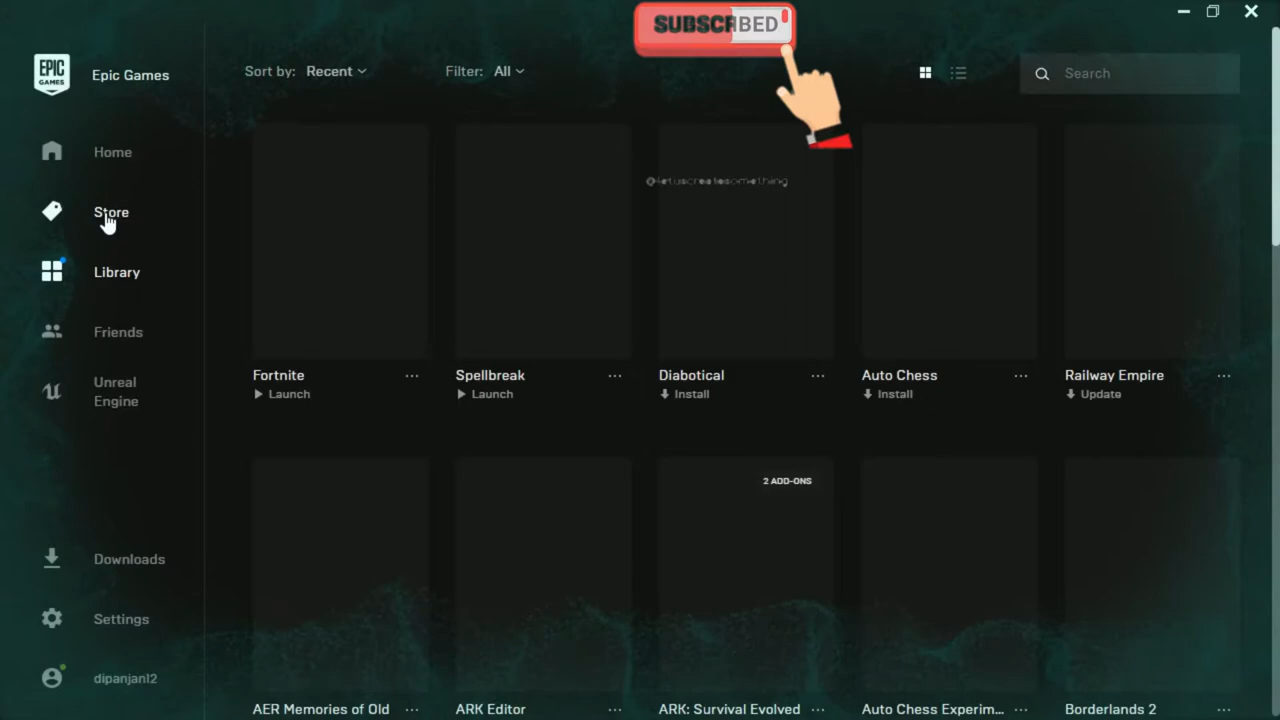 SUBSCRIBED
EPIC
GAMES
Epic Games
Sort by: Recent
Filter: All
Search
Home
Store
Library
Friends
Unreal
Engine
Downloads
Settings
dipanjan12
@letuscreatesomething
Fortnite ...
Launch
Spellbreak ...
Launch
Diabotical ...
Install
Auto Chess ...
Install
Railway Empire ...
Update
2 ADD-ONS
AER Memories of Old ...
ARK Editor ...
ARK: Survival Evolved ...
Auto Chess Experim... ...
Borderlands 2 ...